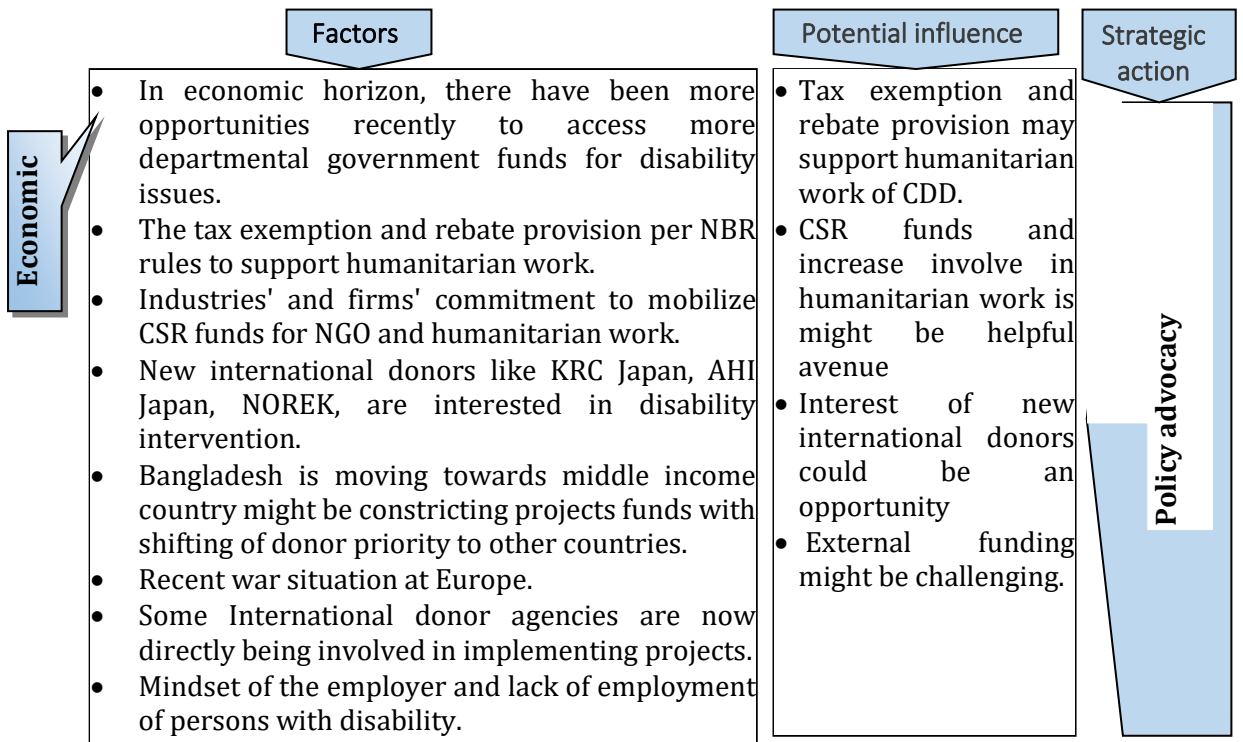 Factors
Potential influence
Strategic
action
Economic
• In economic horizon, there have been more
opportunities recently to access more
departmental government funds for disability
issues.
• The tax exemption and rebate provision per NBR
rules to support humanitarian work.
• Industries' and firms' commitment to mobilize
CSR funds for NGO and humanitarian work.
• New international donors like KRC Japan, AHI
Japan, NOREK, are interested in disability
intervention.
• Bangladesh is moving towards middle income
country might be constricting projects funds with
shifting of donor priority to other countries.
• Recent war situation at Europe.
• Some International donor agencies are now
directly being involved in implementing projects.
• Mindset of the employer and lack of employment
of persons with disability.
• Tax exemption and
rebate provision may
support humanitarian
work of CDD.
• CSR funds and
increase involve in
humanitarian work is
might be helpful
avenue
• Interest of new
international donors
could be an
opportunity
• External funding
might be challenging.
Policy advocacy